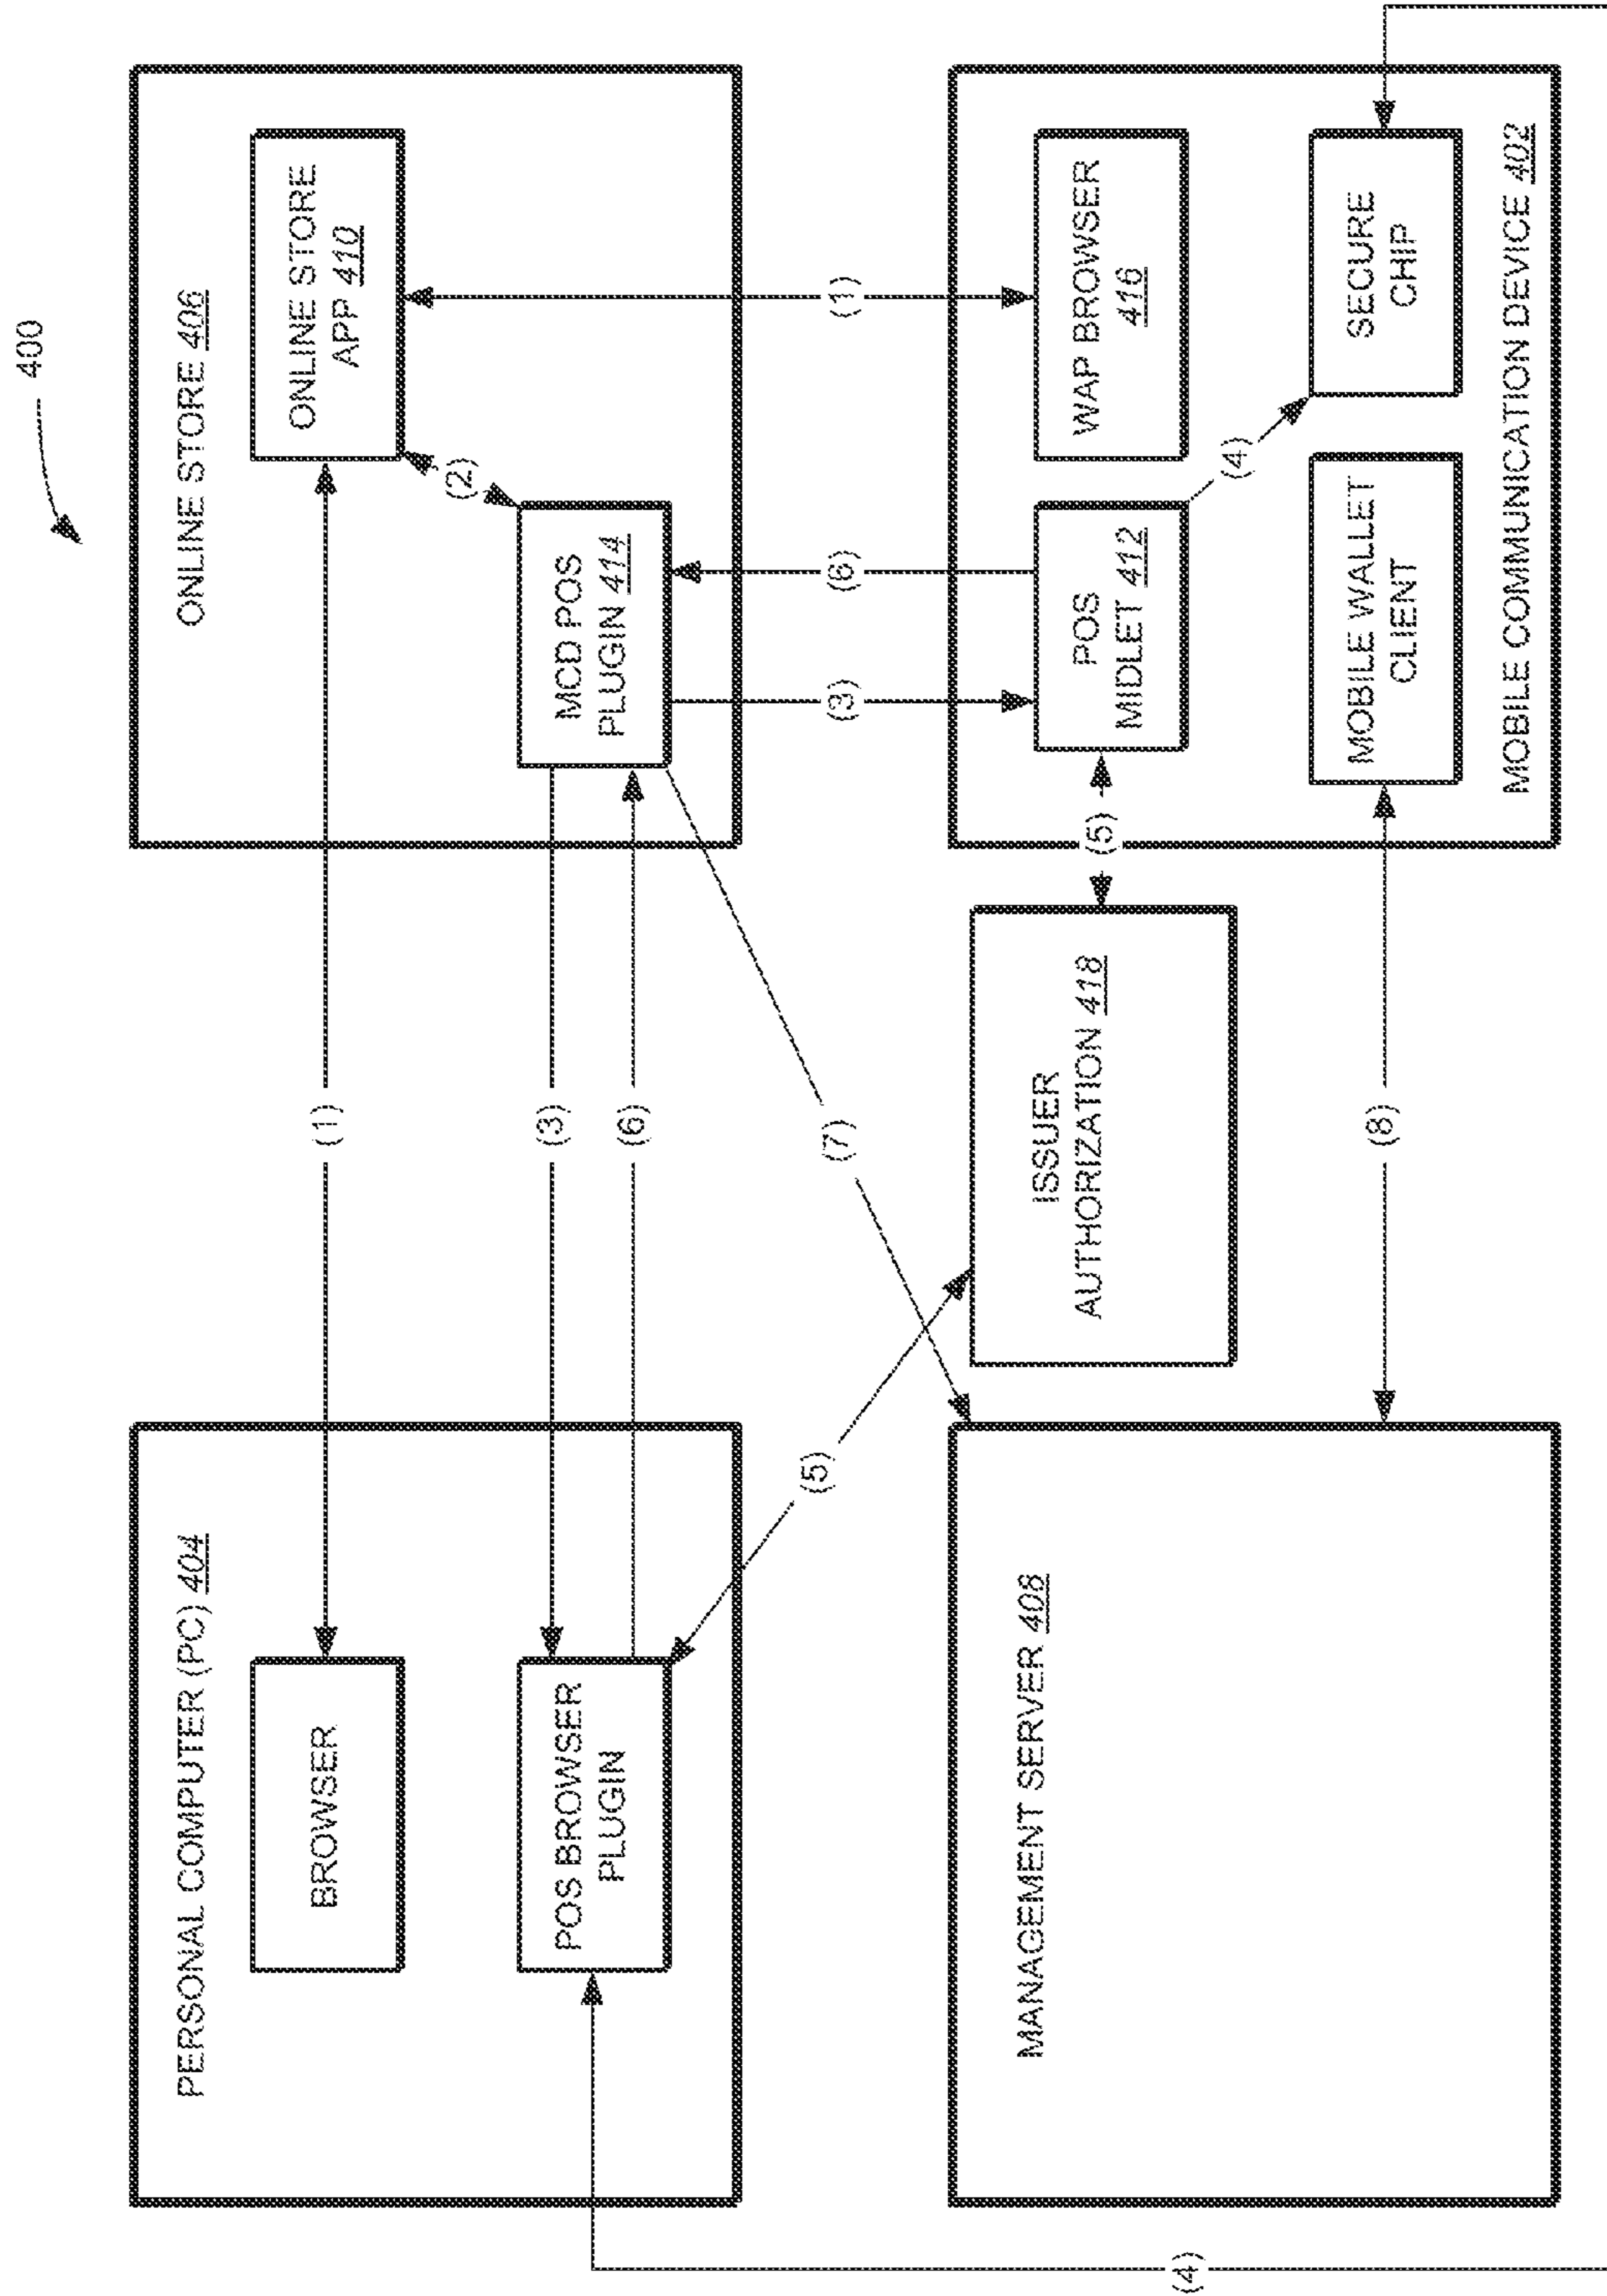 400
PERSONAL COMPUTER (PC) 404
BROWSER
POS BROWSER
PLUGIN
ONLINE STORE 406
ONLINE STORE
APP 410
MCD POS
PLUGIN 414
(1)
(2)
(3)
(6)
(7)
(5)
(4)
(1)
(6)
(3)
MANAGEMENT SERVER 408
ISSUER
AUTHORIZATION 418
(5)
(8)
POS
MIDLET 412
WAP BROWSER
416
(4)
MOBILE WALLET
CLIENT
SECURE
CHIP
MOBILE COMMUNICATION DEVICE 402